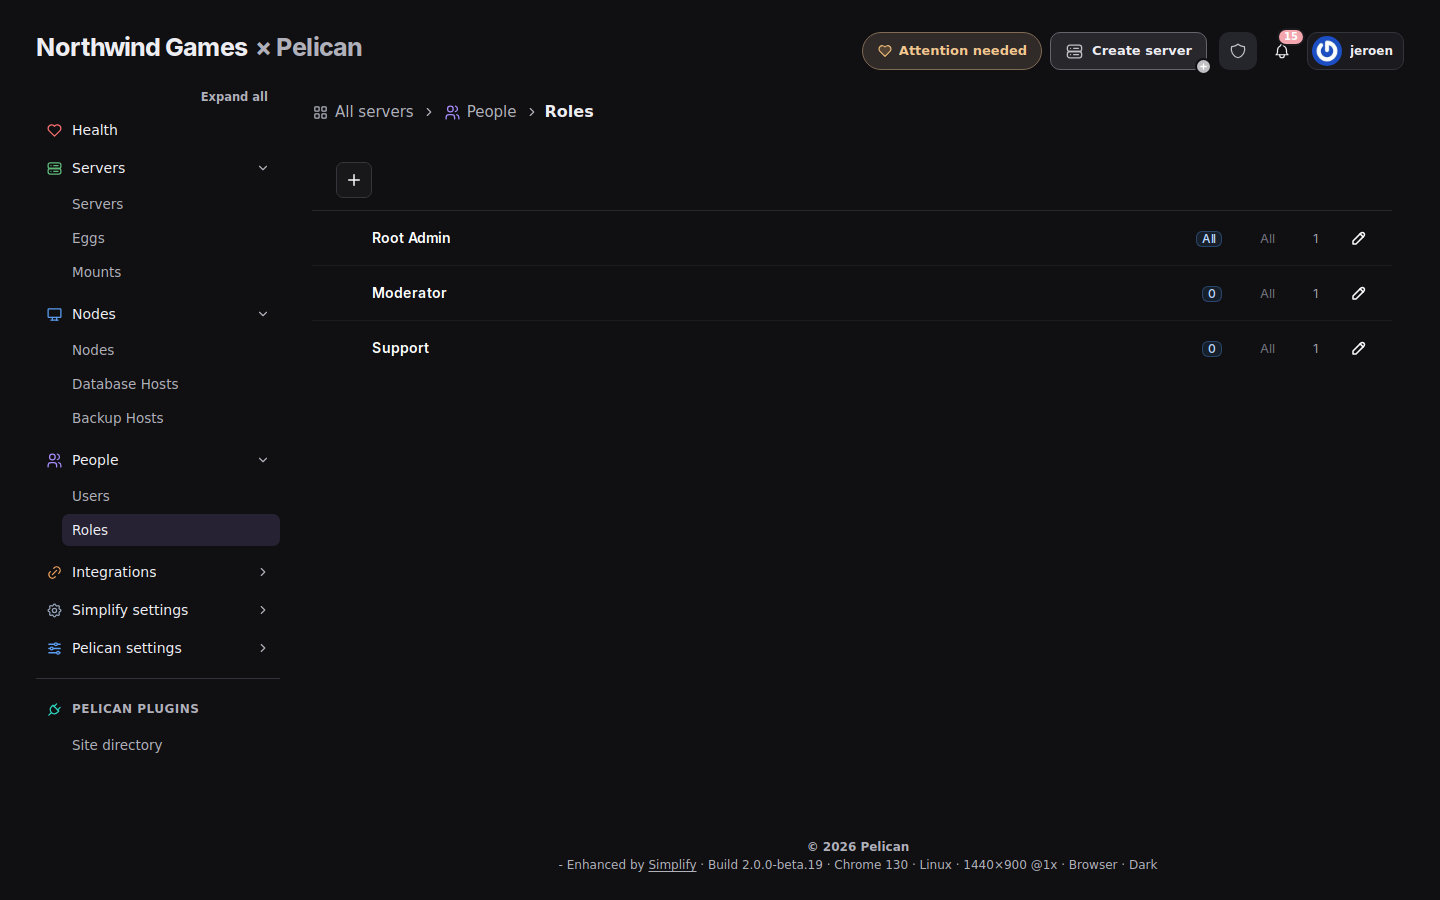 Northwind Games × Pelican
Attention needed
Create server
15
jeroen
Expand all
Health
Servers
Servers
Eggs
Mounts
Nodes
Nodes
Database Hosts
Backup Hosts
People
Users
Roles
Integrations
Simplify settings
Pelican settings
PELICAN PLUGINS
Site directory
All servers > People > Roles
Root Admin All All 1
Moderator 0 All 1
Support 0 All 1
© 2026 Pelican
- Enhanced by Simplify · Build 2.0.0-beta.19 · Chrome 130 · Linux · 1440×900 @1x · Browser · Dark